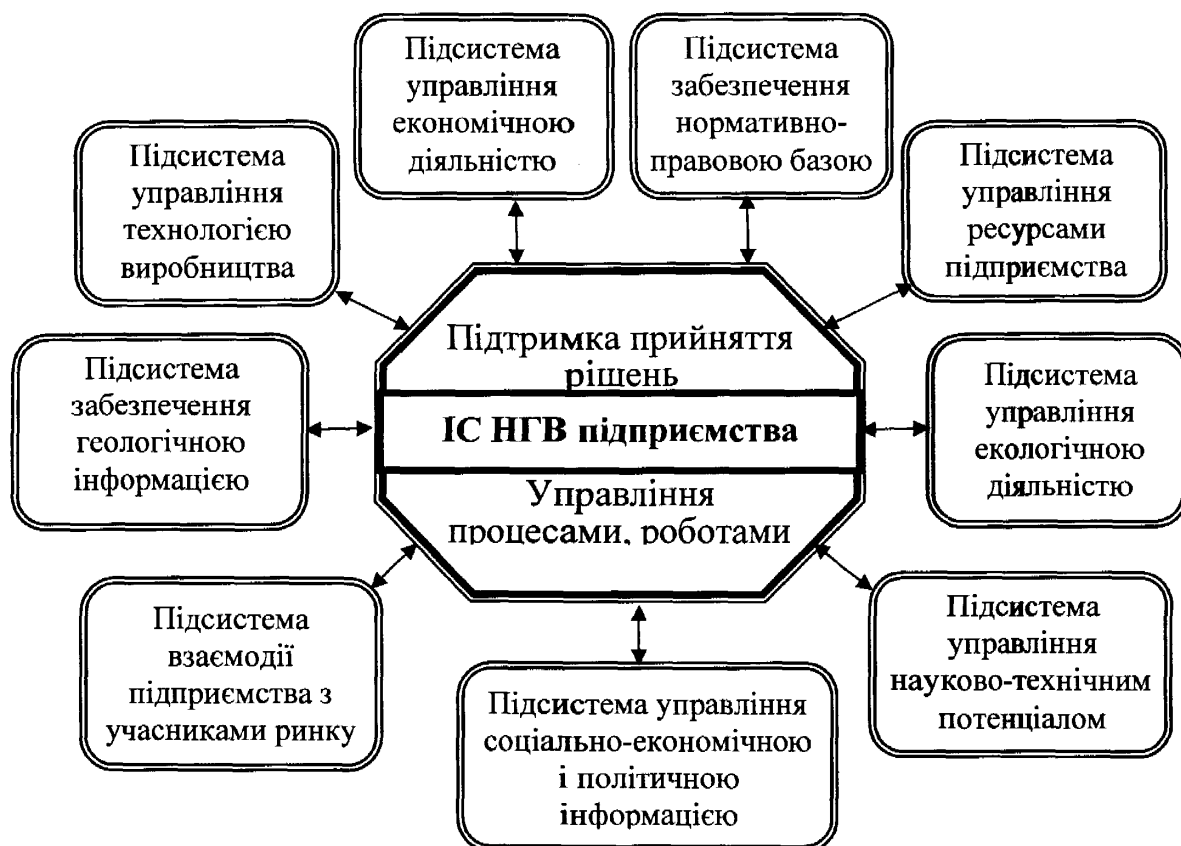 Підсистема
управління
економічною
діяльністю
Підсистема
забезпечення
нормативно-
правовою базою
Підсистема
управління
технологією
виробництва
Підсистема
управління
ресурсами
підприємства
Підтримка прийняття
рішень
Підсистема
забезпечення
геологічною
інформацією
ІС НГВ підприємства
Підсистема
управління
екологічною
діяльністю
Управління
процесами, роботами
Підсистема
взаємодії
підприємства з
учасниками ринку
Підсистема управління
соціально-економічною
і політичною
інформацією
Підсистема
управління
науково-технічним
потенціалом